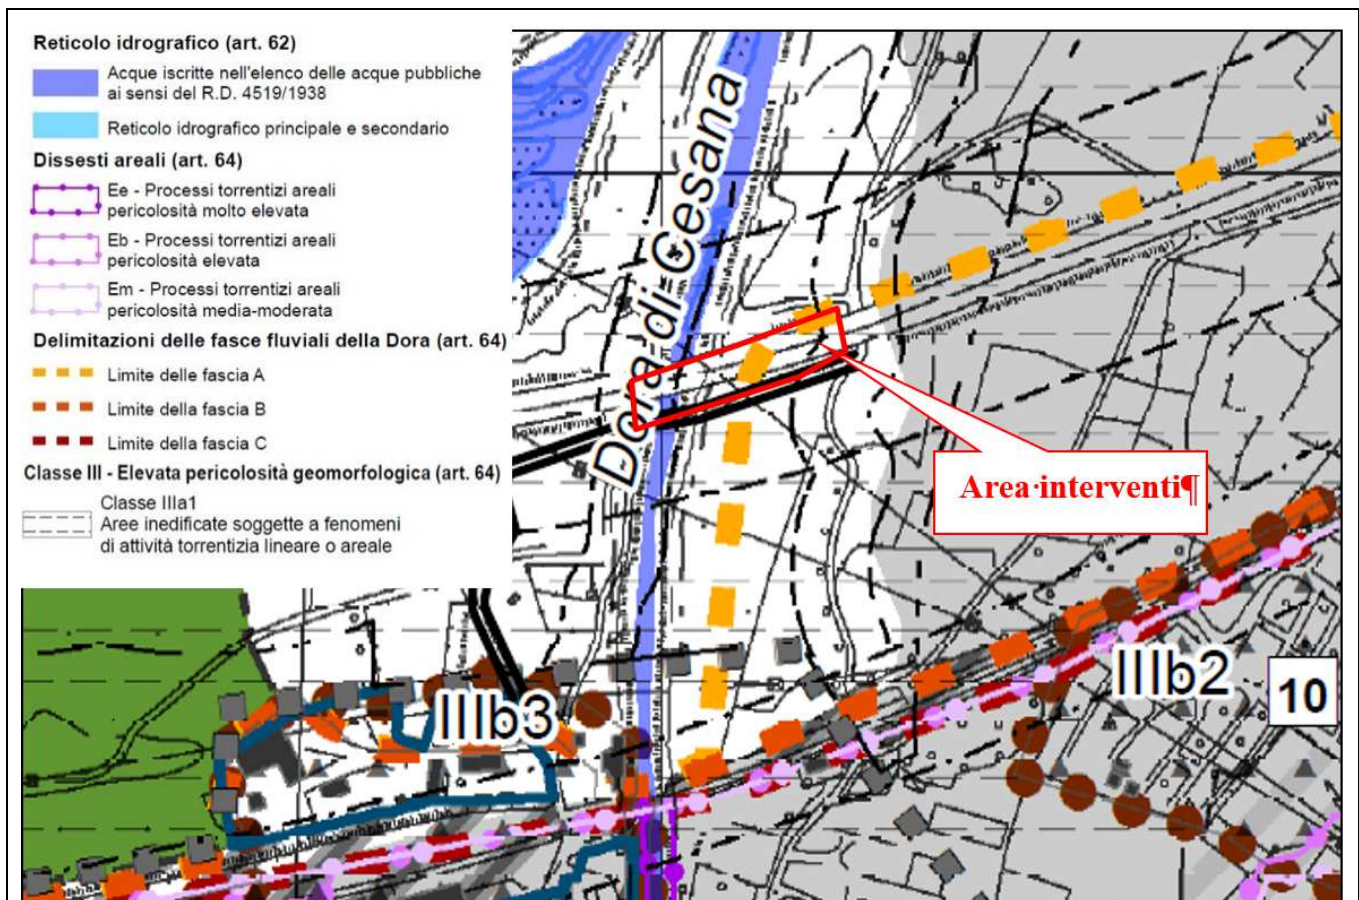 Reticolo idrografico (art. 62)
Acque iscritte nell'elenco delle acque pubbliche
ai sensi del R.D. 4519/1938
Reticolo idrografico principale e secondario
Dissesti areali (art. 64)
Ee - Processi torrentizi areali
pericolosità molto elevata
Eb - Processi torrentizi areali
pericolosità elevata
Em - Processi torrentizi areali
pericolosità media-moderata
Delimitazioni delle fasce fluviali della Dora (art. 64)
Limite delle fascia A
Limite della fascia B
Limite della fascia C
Classe III - Elevata pericolosità geomorfologica (art. 64)
Classe IIIa1
Aree inedificate soggette a fenomeni
di attività torrentizia lineare o areale
Dora di Cesana
Area·interventi¶
IIIb2
10
IIIb3